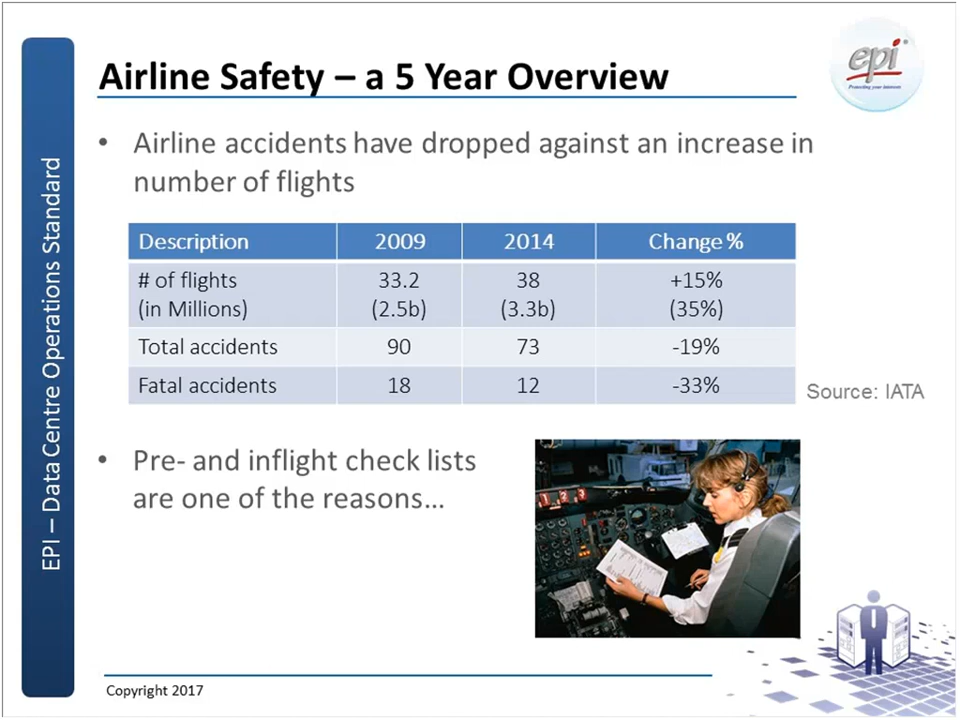 Airline Safety – a 5 Year Overview
epi®
Protecting your interests
EPI – Data Centre Operations Standard
• Airline accidents have dropped against an increase in
number of flights
Description 2009 2014 Change %
# of flights 33.2 38 +15%
(in Millions) (2.5b) (3.3b) (35%)
Total accidents 90 73 -19%
Fatal accidents 18 12 -33%
Source: IATA
• Pre- and inflight check lists
are one of the reasons…
Copyright 2017